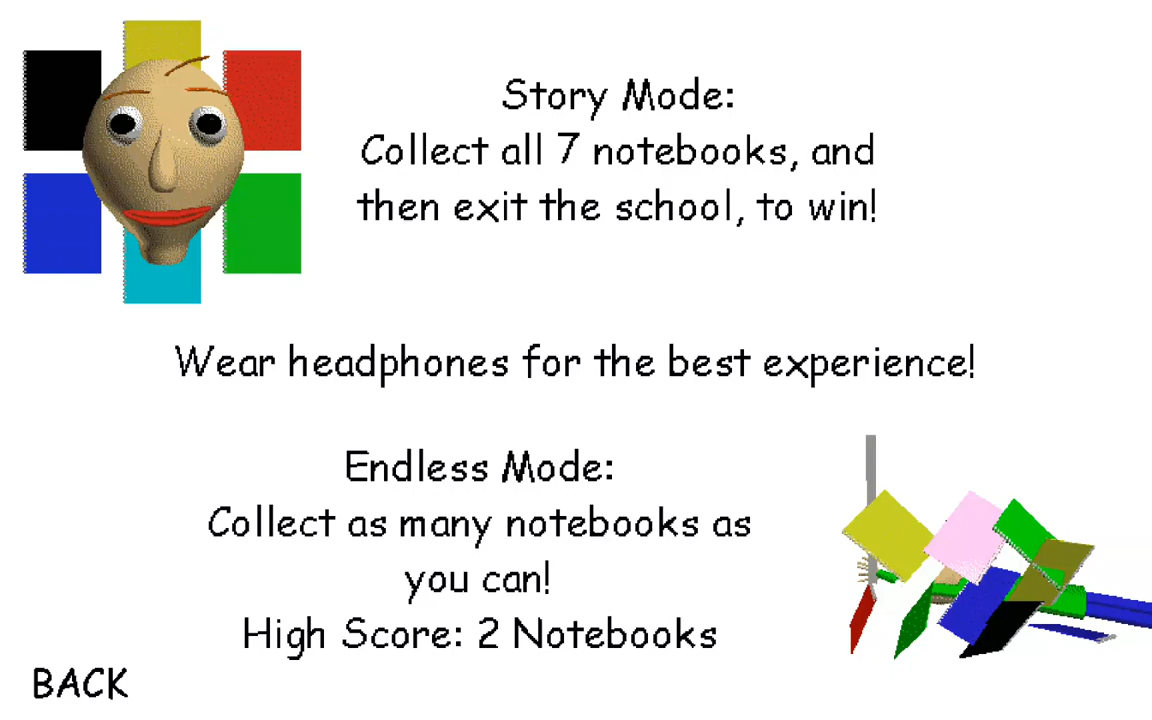 Story Mode:
Collect all 7 notebooks, and
then exit the school, to win!
Wear headphones for the best experience!
Endless Mode:
Collect as many notebooks as
you can!
High Score: 2 Notebooks
BACK